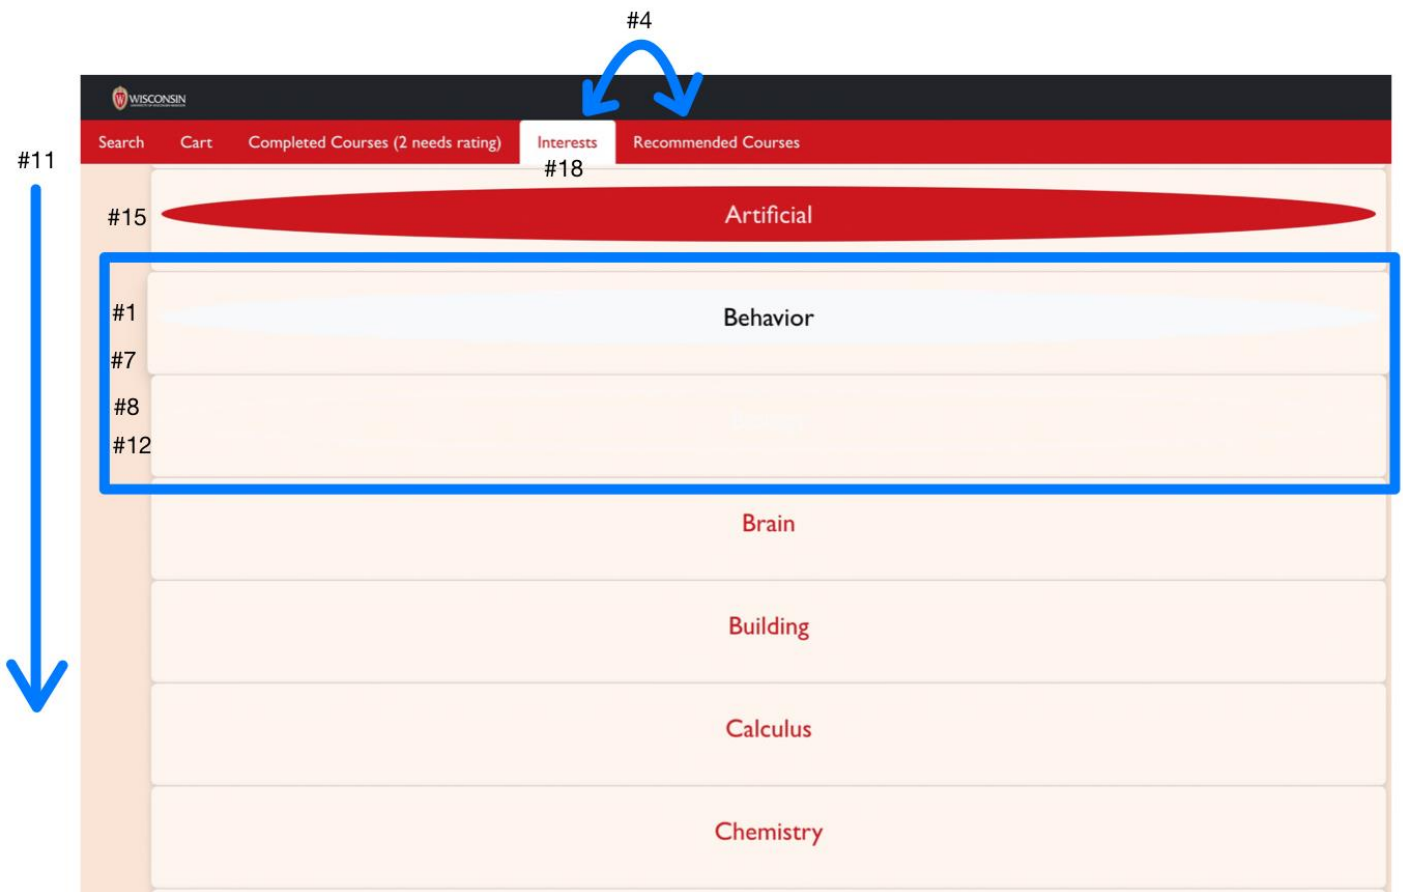 #4
WISCONSIN
Search Cart Completed Courses (2 needs rating) Interests Recommended Courses
#11
#18
#15 Artificial
#1 Behavior
#7
#8
#12
Brain
Building
Calculus
Chemistry